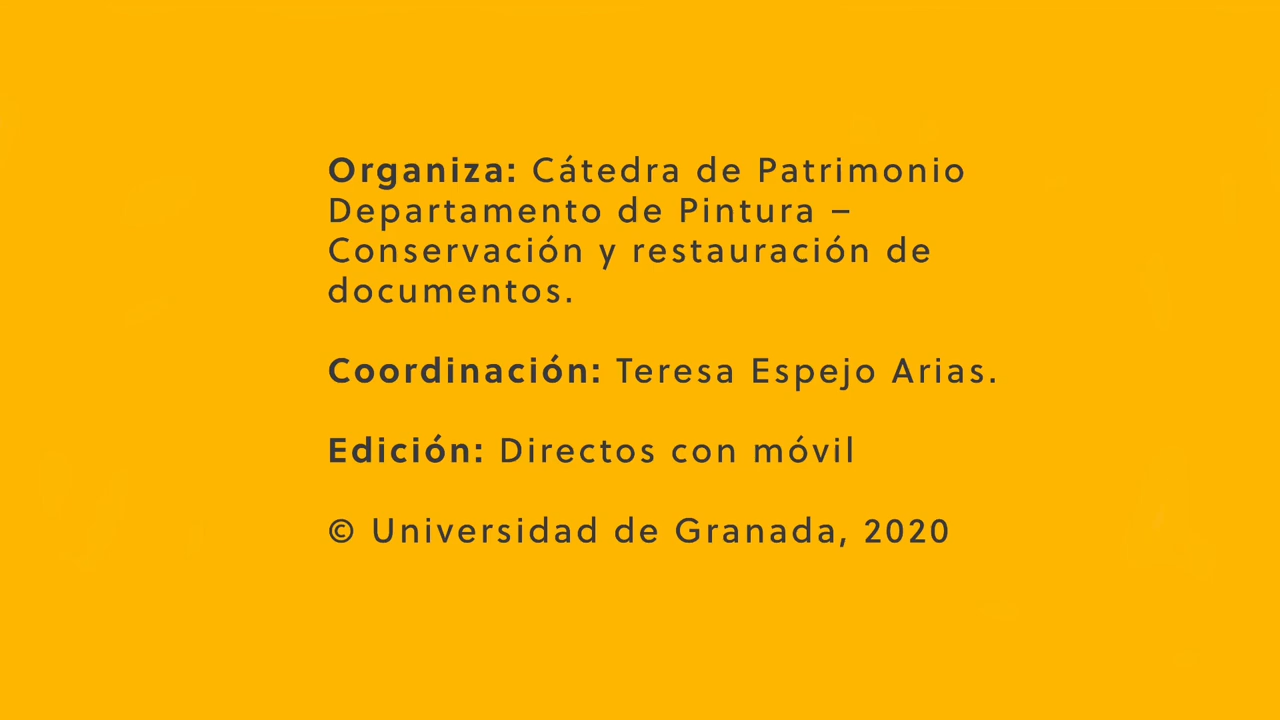 Organiza: Cátedra de Patrimonio
Departamento de Pintura –
Conservación y restauración de
documentos.
Coordinación: Teresa Espejo Arias.
Edición: Directos con móvil
© Universidad de Granada, 2020